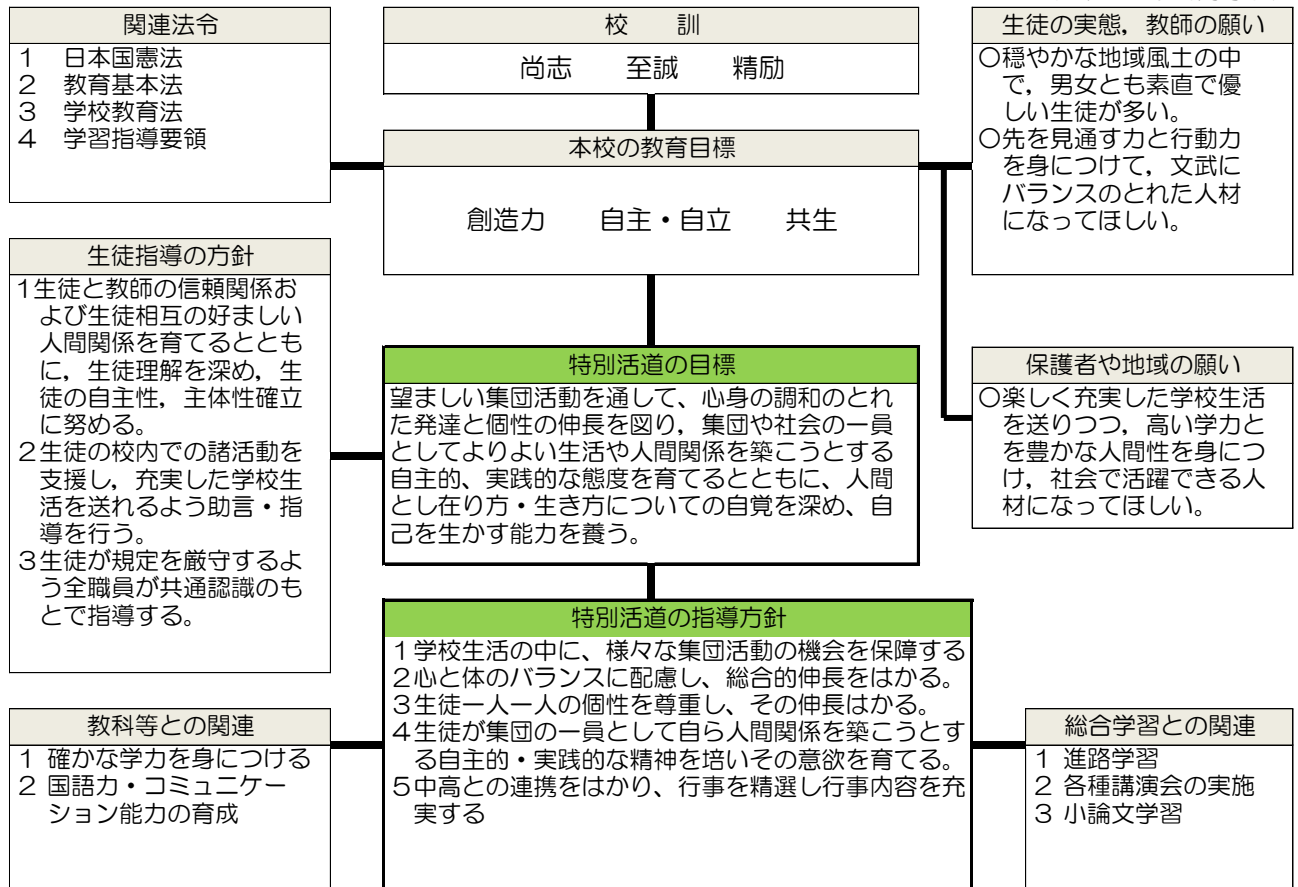 関連法令
1 日本国憲法
2 教育基本法
3 学校教育法
4 学習指導要領
校 訓
尚志 至誠 精励
生徒の実態，教師の願い
○穏やかな地域風土の中
で，男女とも素直で優
しい生徒が多い。
○先を見通す力と行動力
を身につけて，文武に
バランスのとれた人材
になってほしい。
本校の教育目標
創造力 自主・自立 共生
生徒指導の方針
1生徒と教師の信頼関係お
よび生徒相互の好ましい
人間関係を育てるととも
に，生徒理解を深め，生
徒の自主性，主体性確立
に努める。
2生徒の校内での諸活動を
支援し，充実した学校生
活を送れるよう助言・指
導を行う。
3生徒が規定を厳守するよ
う全職員が共通認識のも
とで指導する。
特別活道の目標
望ましい集団活動を通して、心身の調和のとれ
た発達と個性の伸長を図り，集団や社会の一員
としてよりよい生活や人間関係を築こうとする
自主的、実践的な態度を育てるとともに、人間
とし在り方・生き方についての自覚を深め、自
己を生かす能力を養う。
保護者や地域の願い
○楽しく充実した学校生活
を送りつつ，高い学力と
を豊かな人間性を身につ
け，社会で活躍できる人
材になってほしい。
特別活道の指導方針
1学校生活の中に、様々な集団活動の機会を保障する
2心と体のバランスに配慮し、総合的伸長をはかる。
3生徒一人一人の個性を尊重し、その伸長はかる。
4生徒が集団の一員として自ら人間関係を築こうとす
る自主的・実践的な精神を培いその意欲を育てる。
5中高との連携をはかり、行事を精選し行事内容を充
実する
教科等との関連
1 確かな学力を身につける
2 国語力・コミュニケー
ション能力の育成
総合学習との関連
1 進路学習
2 各種講演会の実施
3 小論文学習